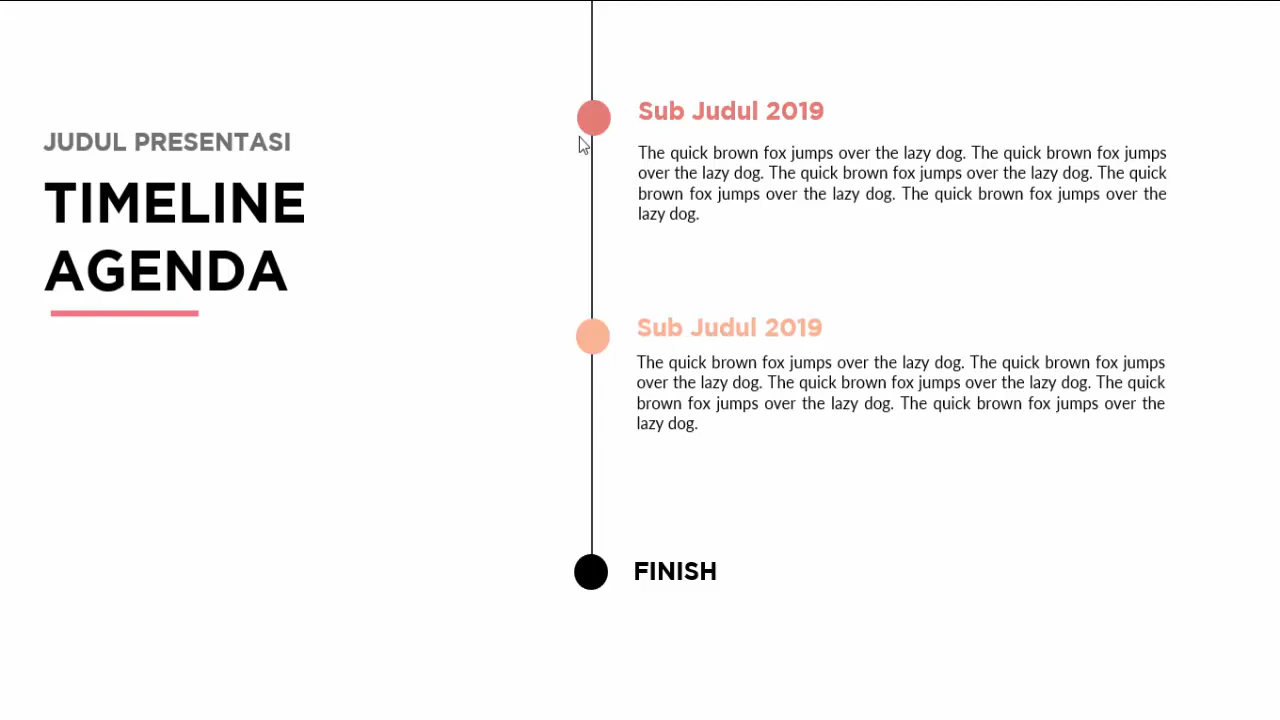 JUDUL PRESENTASI
TIMELINE
AGENDA
Sub Judul 2019
The quick brown fox jumps over the lazy dog. The quick brown fox jumps
over the lazy dog. The quick brown fox jumps over the lazy dog. The quick
brown fox jumps over the lazy dog. The quick brown fox jumps over the
lazy dog.
Sub Judul 2019
The quick brown fox jumps over the lazy dog. The quick brown fox jumps
over the lazy dog. The quick brown fox jumps over the lazy dog. The quick
brown fox jumps over the lazy dog. The quick brown fox jumps over the
lazy dog.
FINISH